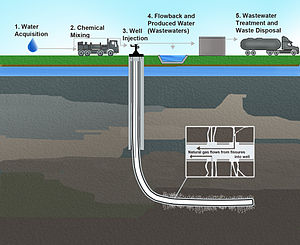 1. Water
Acquisition
2. Chemical
Mixing
3. Well
Injection
4. Flowback and
Produced Water
(Wastewaters)
5. Wastewater
Treatment and
Waste Disposal
Natural gas flows from fissures
into well